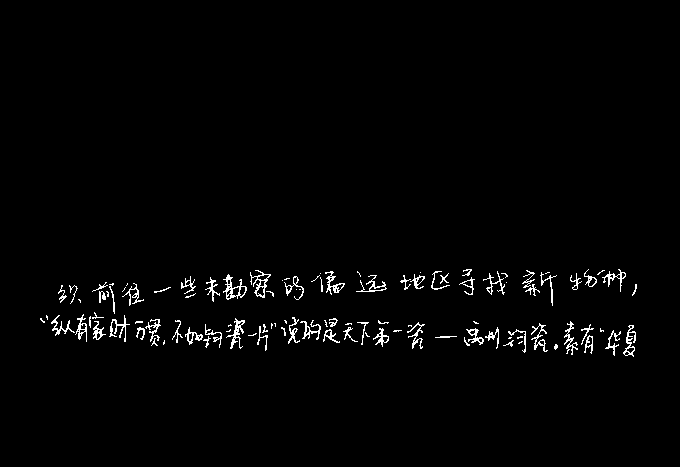 织前往一些未勘察的偏远地区寻找新物种，
“纵有家财万贯，不如钧瓷一片”说的是天下第一瓷—禹州钧瓷。素有“华夏